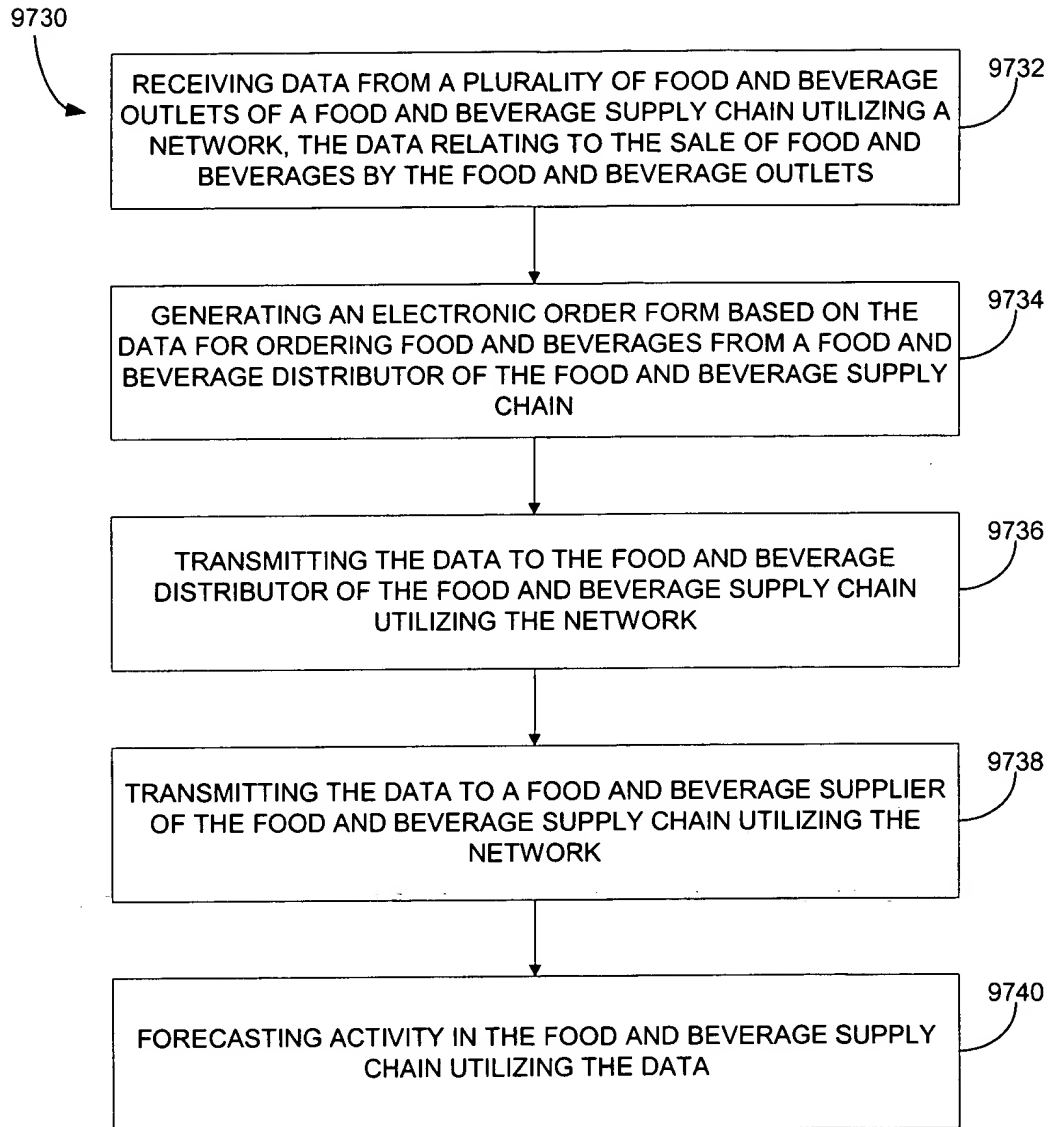 9730
RECEIVING DATA FROM A PLURALITY OF FOOD AND BEVERAGE
OUTLETS OF A FOOD AND BEVERAGE SUPPLY CHAIN UTILIZING A
NETWORK, THE DATA RELATING TO THE SALE OF FOOD AND
BEVERAGES BY THE FOOD AND BEVERAGE OUTLETS
9732
GENERATING AN ELECTRONIC ORDER FORM BASED ON THE
DATA FOR ORDERING FOOD AND BEVERAGES FROM A FOOD AND
BEVERAGE DISTRIBUTOR OF THE FOOD AND BEVERAGE SUPPLY
CHAIN
9734
TRANSMITTING THE DATA TO THE FOOD AND BEVERAGE
DISTRIBUTOR OF THE FOOD AND BEVERAGE SUPPLY CHAIN
UTILIZING THE NETWORK
9736
TRANSMITTING THE DATA TO A FOOD AND BEVERAGE SUPPLIER
OF THE FOOD AND BEVERAGE SUPPLY CHAIN UTILIZING THE
NETWORK
9738
FORECASTING ACTIVITY IN THE FOOD AND BEVERAGE SUPPLY
CHAIN UTILIZING THE DATA
9740